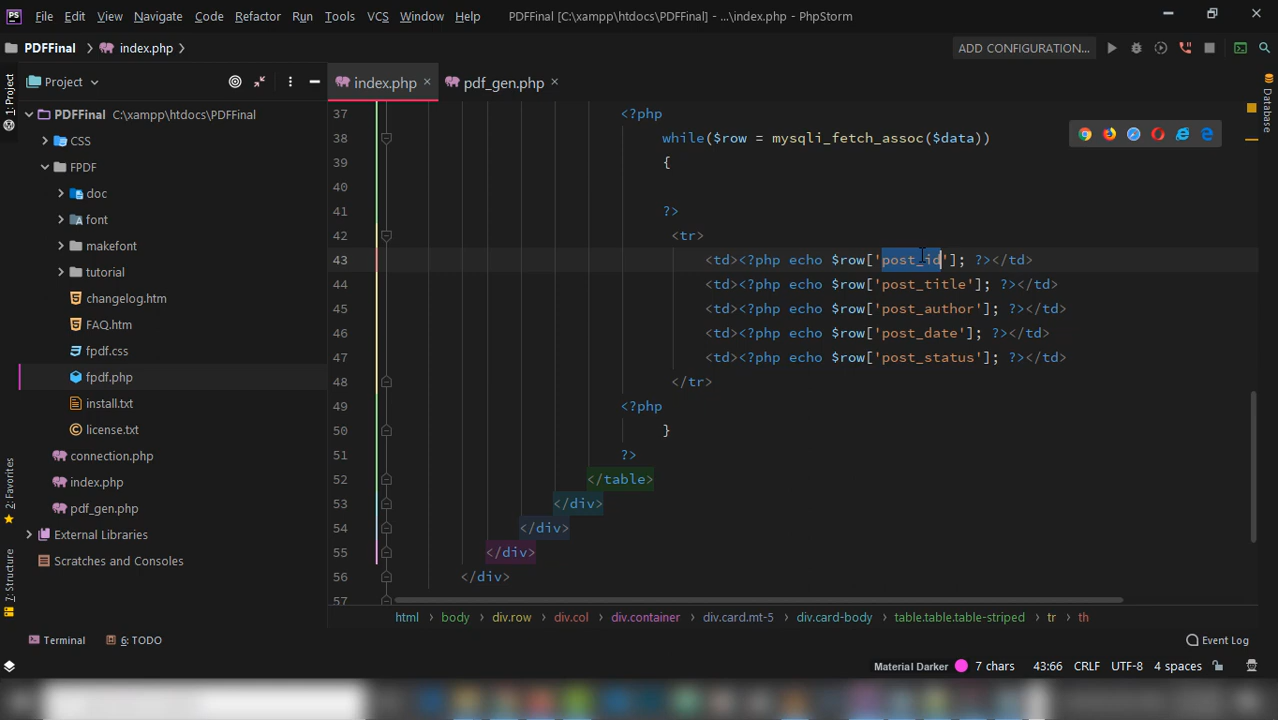 PS File Edit View Navigate Code Refactor Run Tools VCS Window Help PDFFinal [C:\xampp\htdocs\PDFFinal] - ...\index.php - PhpStorm
PDFFinal index.php ADD CONFIGURATION...
1: Project
Project
index.php pdf_gen.php
Database
PDFFinal C:\xampp\htdocs\PDFFinal
CSS
FPDF
doc
font
makefont
tutorial
changelog.htm
FAQ.htm
fpdf.css
fpdf.php
install.txt
license.txt
connection.php
index.php
pdf_gen.php
External Libraries
Scratches and Consoles
2: Favorites
7: Structure
37 <?php
38 while($row = mysqli_fetch_assoc($data))
39 {
40
41 ?>
42 <tr>
43 <td><?php echo $row['post_id']; ?></td>
44 <td><?php echo $row['post_title']; ?></td>
45 <td><?php echo $row['post_author']; ?></td>
46 <td><?php echo $row['post_date']; ?></td>
47 <td><?php echo $row['post_status']; ?></td>
48 </tr>
49 <?php
50 }
51 ?>
52 </table>
53 </div>
54 </div>
55 </div>
56 </div>
57
html body div.row div.col div.container div.card.mt-5 div.card-body table.table.table-striped tr th
Terminal 6: TODO Event Log
Material Darker 7 chars 43:66 CRLF UTF-8 4 spaces